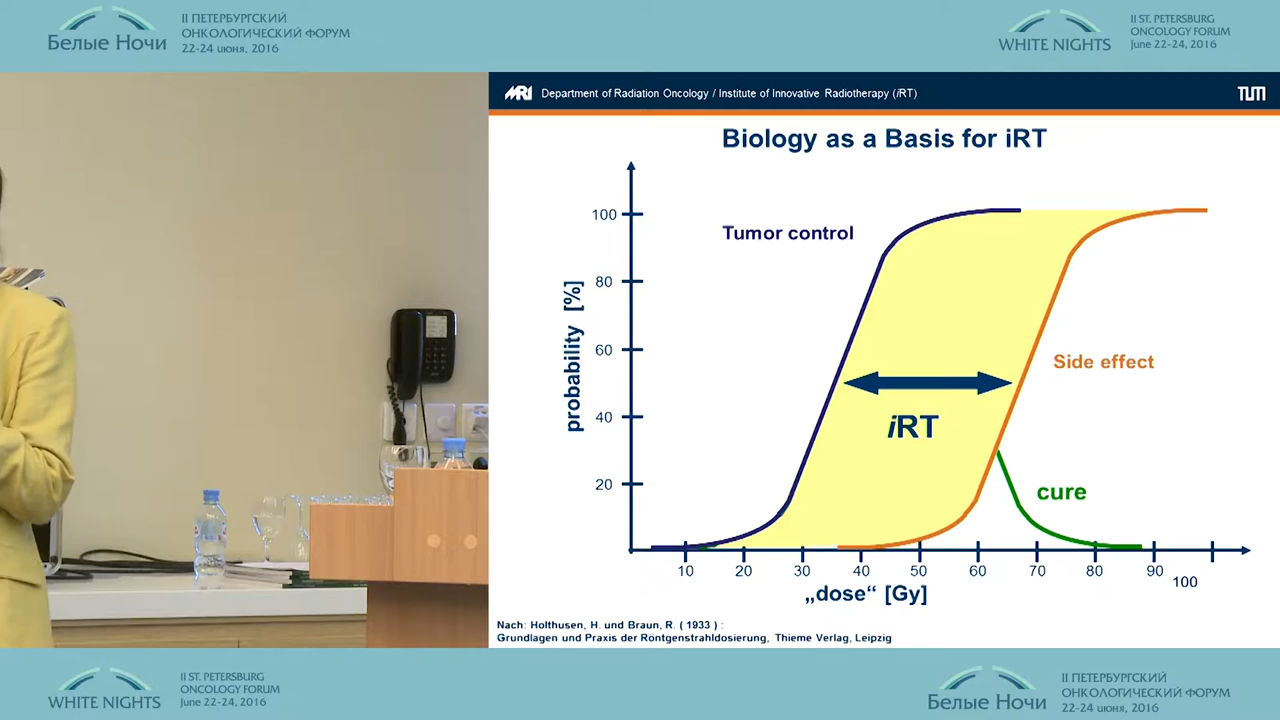 II ПЕТЕРБУРГСКИЙ
ОНКОЛОГИЧЕСКИЙ ФОРУМ
Белые Ночи
22-24 июня, 2016
II ST. PETERSBURG
ONCOLOGY FORUM
WHITE NIGHTS
June 22-24, 2016
MRI
Department of Radiation Oncology / Institute of Innovative Radiotherapy (iRT)
TUM
Biology as a Basis for iRT
probability [%]
100
80
60
40
20
Tumor control
Side effect
iRT
cure
10 20 30 40 50 60 70 80 90 100
„dose“ [Gy]
Nach: Holthusen, H. und Braun, R. ( 1933 ) :
Grundlagen und Praxis der Röntgenstrahldosierung, Thieme Verlag, Leipzig
II ST. PETERSBURG
ONCOLOGY FORUM
WHITE NIGHTS
June 22-24, 2016
II ПЕТЕРБУРГСКИЙ
ОНКОЛОГИЧЕСКИЙ ФОРУМ
Белые Ночи
22-24 июня, 2016